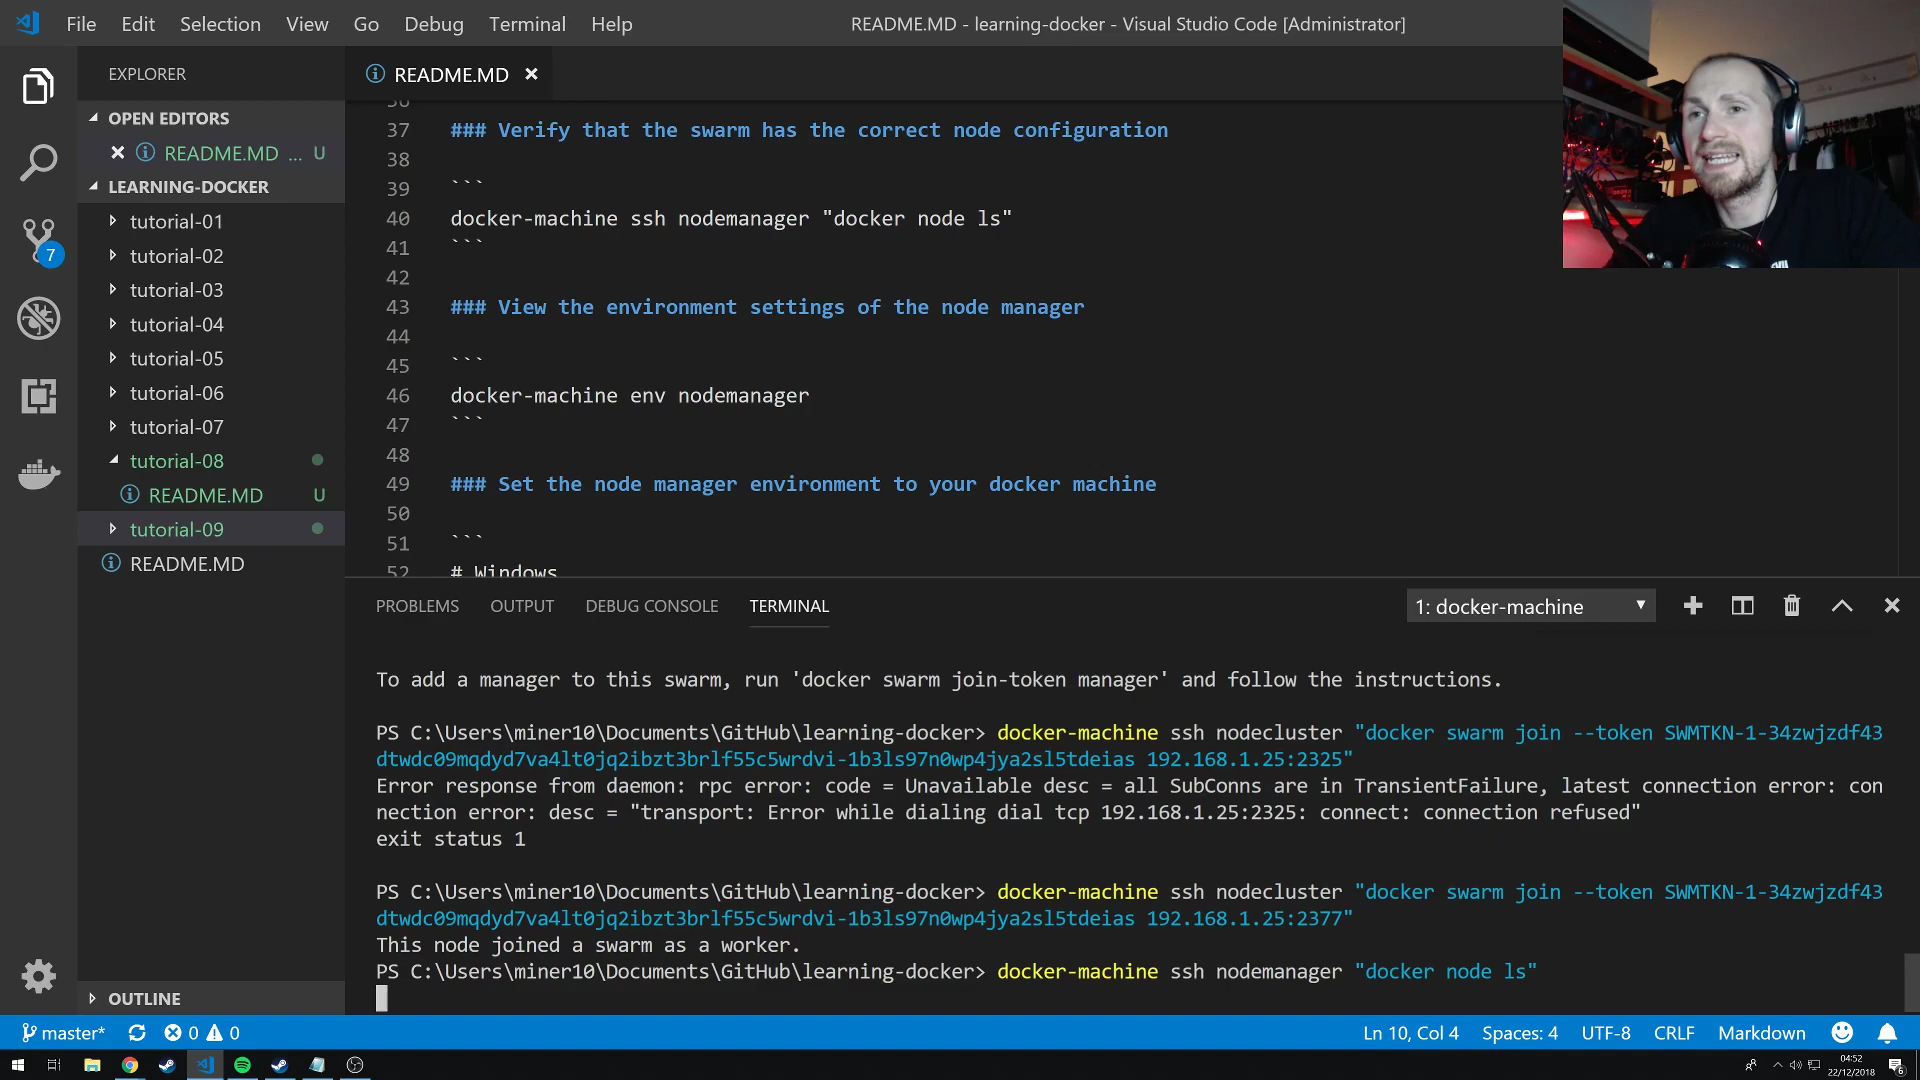 File Edit Selection View Go Debug Terminal Help
README.MD - learning-docker - Visual Studio Code [Administrator]
EXPLORER
README.MD
OPEN EDITORS
README.MD ... U
LEARNING-DOCKER
tutorial-01
tutorial-02
tutorial-03
tutorial-04
tutorial-05
tutorial-06
tutorial-07
tutorial-08
README.MD U
tutorial-09
README.MD
OUTLINE
7
36
37 ### Verify that the swarm has the correct node configuration
38
39 ```
40 docker-machine ssh nodemanager "docker node ls"
41 ```
42
43 ### View the environment settings of the node manager
44
45 ```
46 docker-machine env nodemanager
47 ```
48
49 ### Set the node manager environment to your docker machine
50
51 ```
52 # Windows
PROBLEMS OUTPUT DEBUG CONSOLE TERMINAL
1: docker-machine
To add a manager to this swarm, run 'docker swarm join-token manager' and follow the instructions.
PS C:\Users\miner10\Documents\GitHub\learning-docker> docker-machine ssh nodecluster "docker swarm join --token SWMTKN-1-34zwjzdf43
dtwdc09mqdyd7va4lt0jq2ibzt3brlf55c5wrdvi-1b3ls97n0wp4jya2sl5tdeias 192.168.1.25:2325"
Error response from daemon: rpc error: code = Unavailable desc = all SubConns are in TransientFailure, latest connection error: con
nection error: desc = "transport: Error while dialing dial tcp 192.168.1.25:2325: connect: connection refused"
exit status 1
PS C:\Users\miner10\Documents\GitHub\learning-docker> docker-machine ssh nodecluster "docker swarm join --token SWMTKN-1-34zwjzdf43
dtwdc09mqdyd7va4lt0jq2ibzt3brlf55c5wrdvi-1b3ls97n0wp4jya2sl5tdeias 192.168.1.25:2377"
This node joined a swarm as a worker.
PS C:\Users\miner10\Documents\GitHub\learning-docker> docker-machine ssh nodemanager "docker node ls"
master* 0 0
Ln 10, Col 4 Spaces: 4 UTF-8 CRLF Markdown
04:52
22/12/2018
6